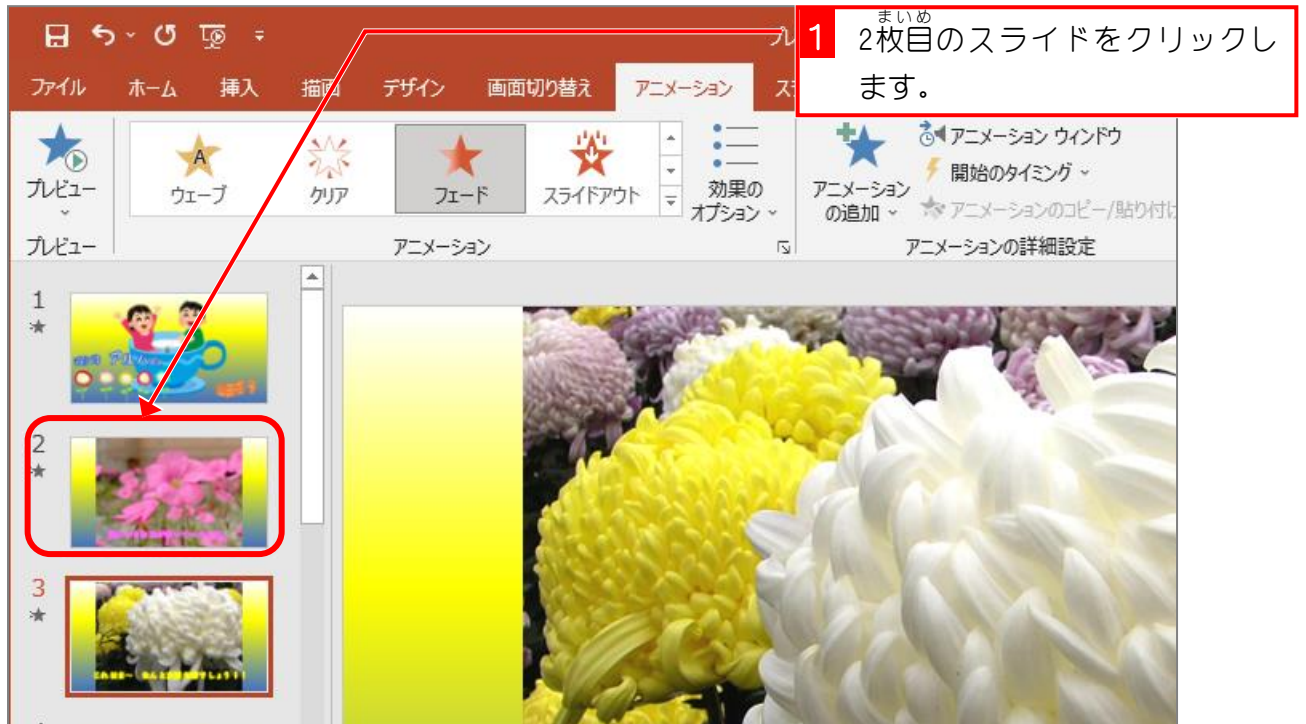 プレ
1
まいめ
2枚目のスライドをクリックし
ます。
ファイル ホーム 挿入 描画 デザイン 画面切り替え アニメーション ス
プレビュー
A
ウェーブ
クリア
フェード
スライドアウト
効果の
オプション
アニメーション
の追加
アニメーション ウィンドウ
開始のタイミング
アニメーションのコピー/貼り付け
プレビュー
アニメーション
アニメーションの詳細設定
1
2
3